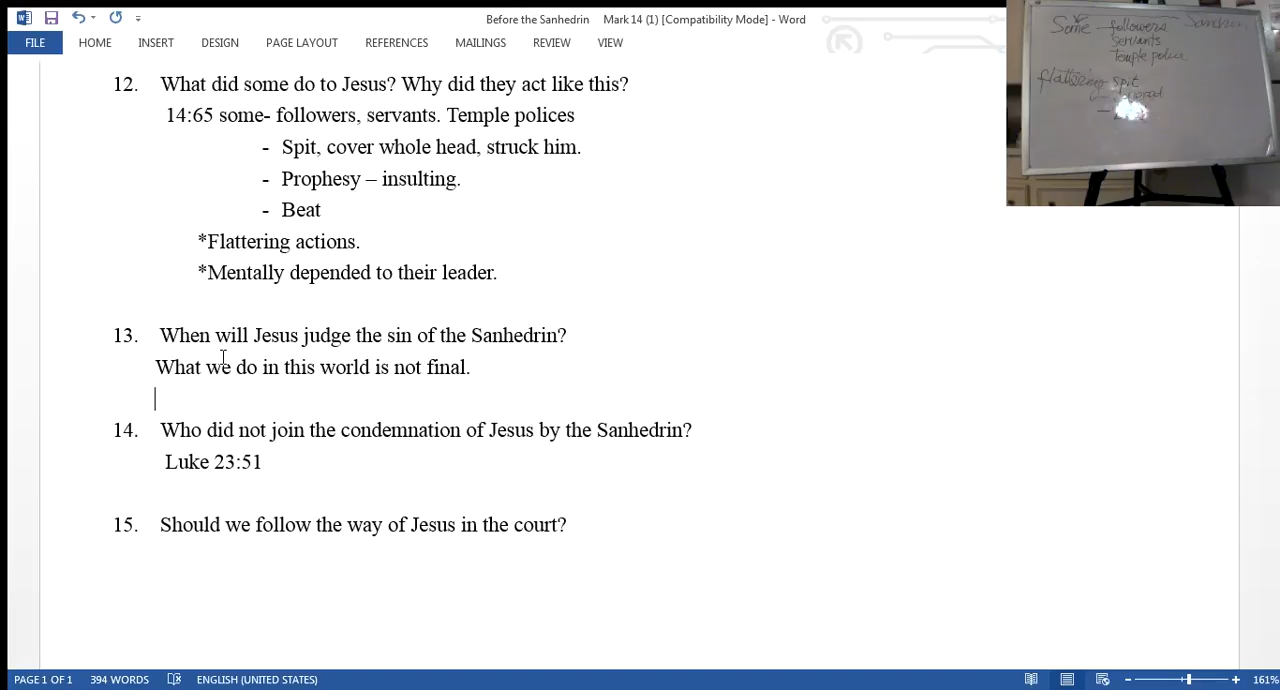 Before the Sanhedrin    Mark 14 (1) [Compatibility Mode] - Word
FILE HOME INSERT DESIGN PAGE LAYOUT REFERENCES MAILINGS REVIEW VIEW
Some - followers - Sanhedrin
servants
Temple police
flattering spit
12. What did some do to Jesus? Why did they act like this?
14:65 some- followers, servants. Temple polices
- Spit, cover whole head, struck him.
- Prophesy – insulting.
- Beat
*Flattering actions.
*Mentally depended to their leader.
13. When will Jesus judge the sin of the Sanhedrin?
What we do in this world is not final.
14. Who did not join the condemnation of Jesus by the Sanhedrin?
Luke 23:51
15. Should we follow the way of Jesus in the court?
PAGE 1 OF 1 394 WORDS ENGLISH (UNITED STATES) 161%